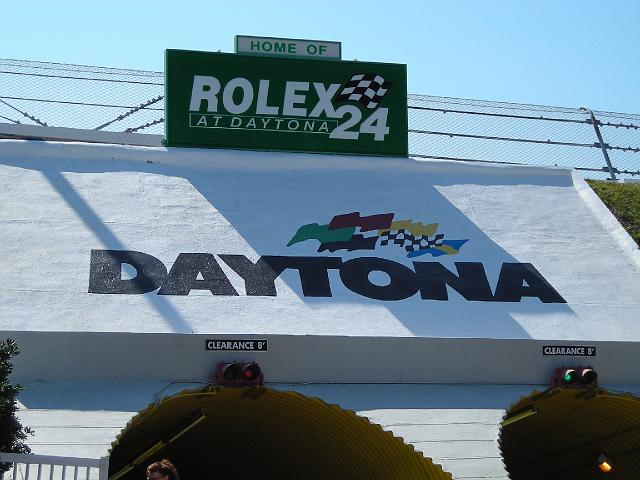 HOME OF
ROLEX 24
AT DAYTONA
DAYTONA
CLEARANCE 8'
CLEARANCE 8'